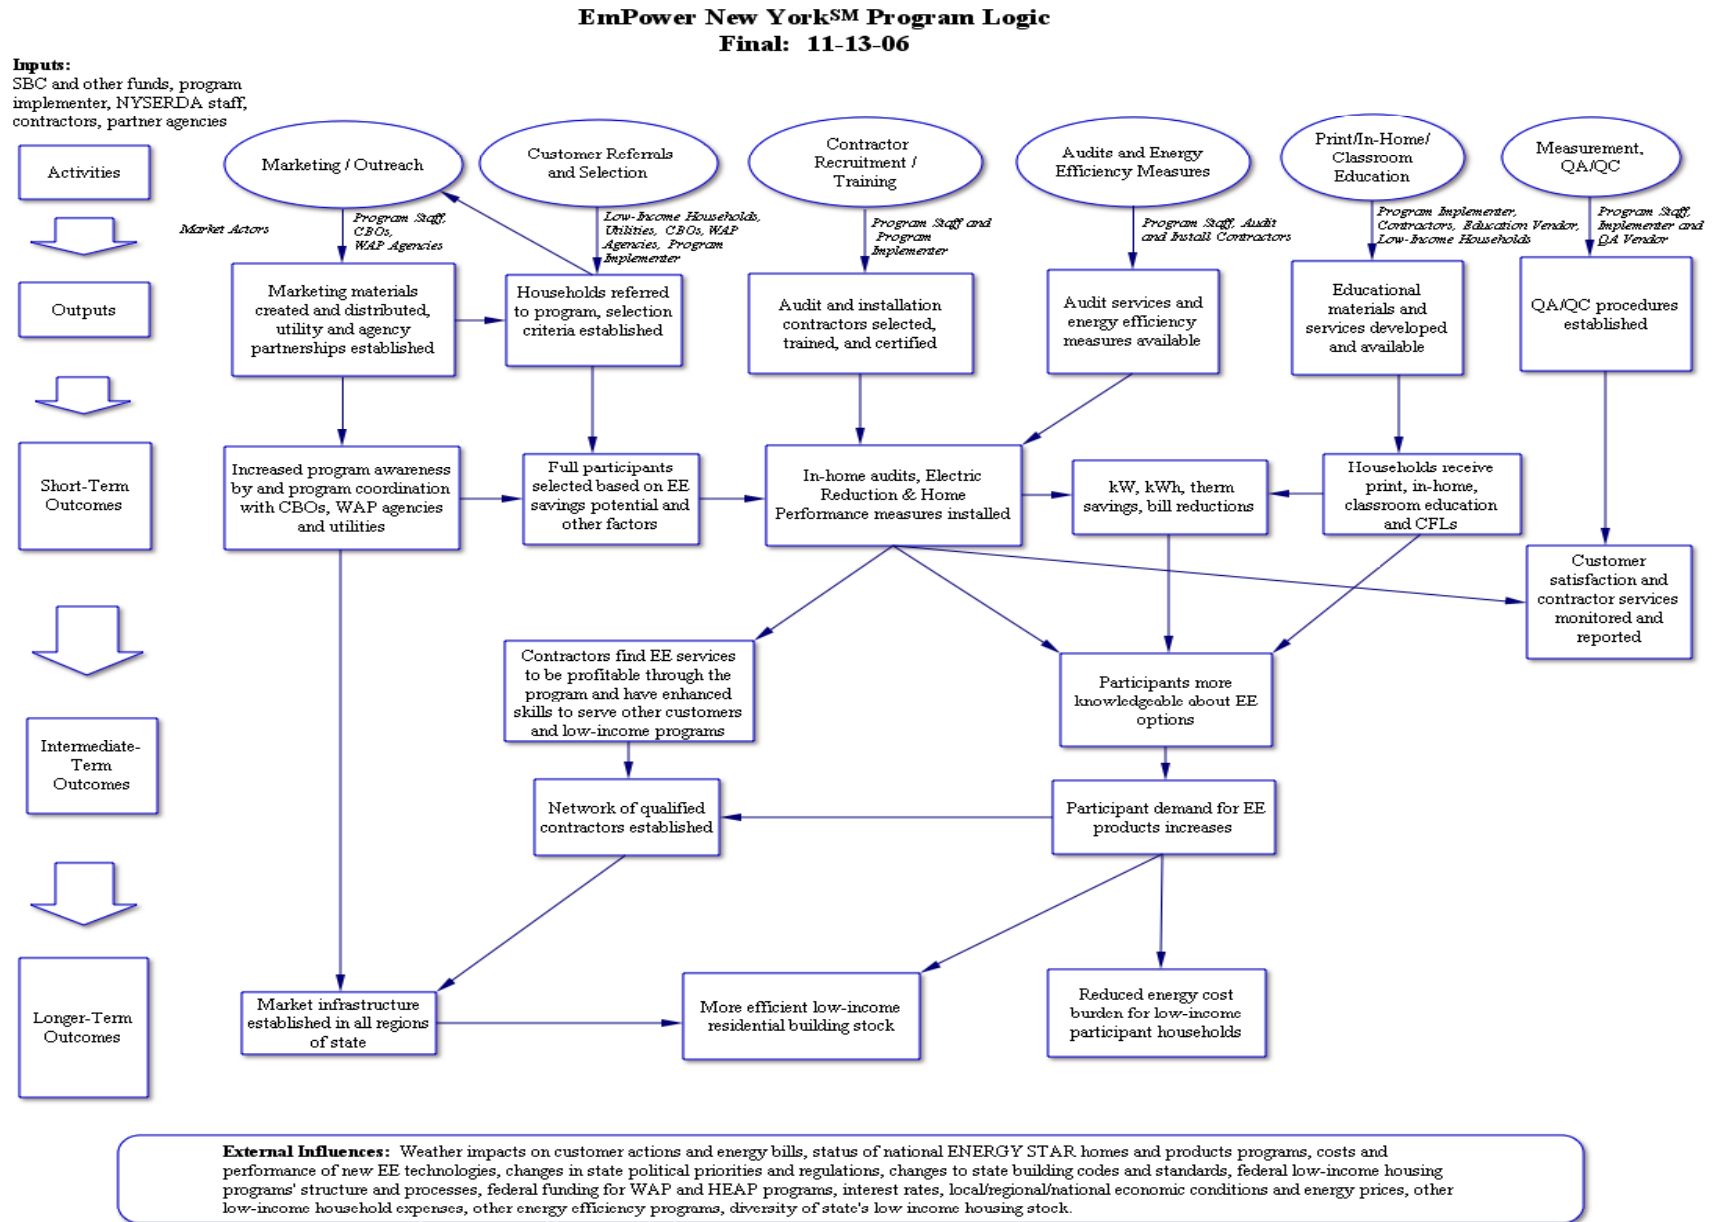 EmPower New York℠ Program Logic
Final: 11-13-06
Inputs:
SBC and other funds, program
implementer, NYSERDA staff,
contractors, partner agencies
Activities
Marketing / Outreach
Customer Referrals
and Selection
Contractor
Recruitment /
Training
Audits and Energy
Efficiency Measures
Print/In-Home/
Classroom
Education
Measurement,
QA/QC
Market Actors
Program Staff,
CBOs,
WAP Agencies
Low-Income Households,
Utilities, CBOs, WAP
Agencies, Program
Implementer
Program Staff and
Program
Implementer
Program Staff, Audit
and Install Contractors
Program Implementer,
Contractors, Education Vendor,
Low-Income Households
Program Staff,
Implementer and
QA Vendor
Outputs
Marketing materials
created and distributed,
utility and agency
partnerships established
Households referred
to program, selection
criteria established
Audit and installation
contractors selected,
trained, and certified
Audit services and
energy efficiency
measures available
Educational
materials and
services developed
and available
QA/QC procedures
established
Short-Term
Outcomes
Increased program awareness
by and program coordination
with CBOs, WAP agencies
and utilities
Full participants
selected based on EE
savings potential and
other factors
In-home audits, Electric
Reduction & Home
Performance measures installed
kW, kWh, therm
savings, bill reductions
Households receive
print, in-home,
classroom education
and CFLs
Customer
satisfaction and
contractor services
monitored and
reported
Intermediate-
Term
Outcomes
Contractors find EE services
to be profitable through the
program and have enhanced
skills to serve other customers
and low-income programs
Participants more
knowledgeable about EE
options
Network of qualified
contractors established
Participant demand for EE
products increases
Longer-Term
Outcomes
Market infrastructure
established in all regions
of state
More efficient low-income
residential building stock
Reduced energy cost
burden for low-income
participant households
External Influences: Weather impacts on customer actions and energy bills, status of national ENERGY STAR homes and products programs, costs and
performance of new EE technologies, changes in state political priorities and regulations, changes to state building codes and standards, federal low-income housing
programs' structure and processes, federal funding for WAP and HEAP programs, interest rates, local/regional/national economic conditions and energy prices, other
low-income household expenses, other energy efficiency programs, diversity of state's low income housing stock.